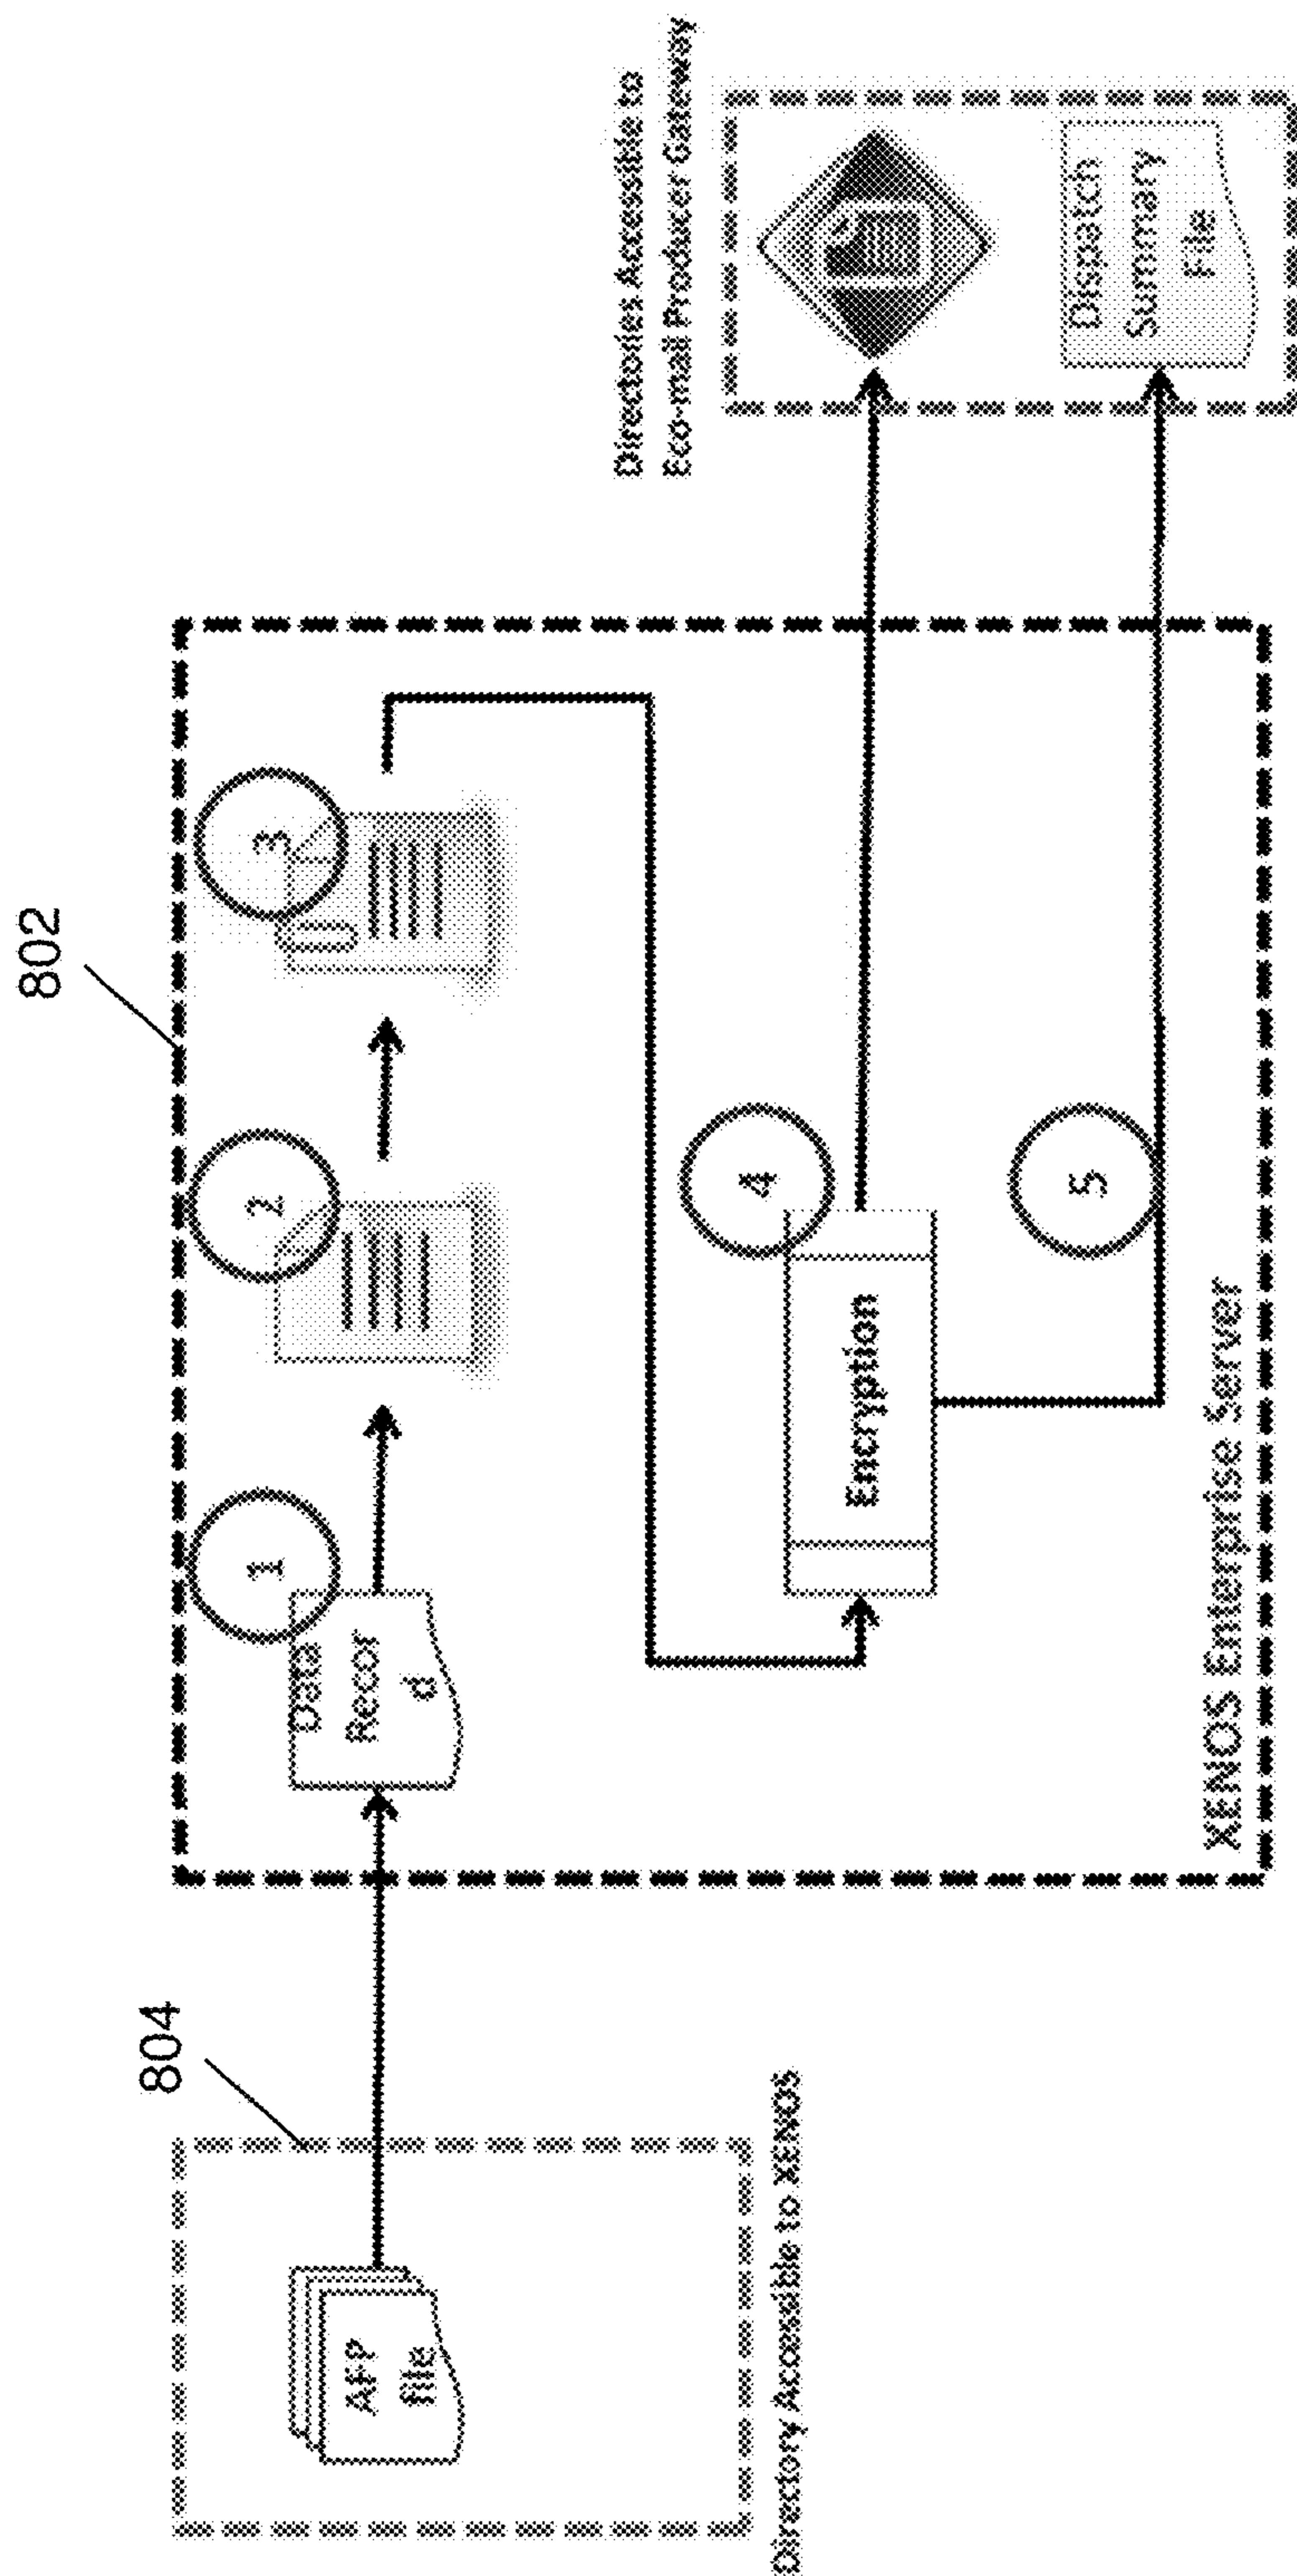 802
804
AFP
file
Directory Accessible to XENOS
1
Data
Recor
d
2
3
4
Encryption
5
XENOS Enterprise Server
Directories Accessible to
Eco-mail Producer Gateway
Dispatch
Summary
File